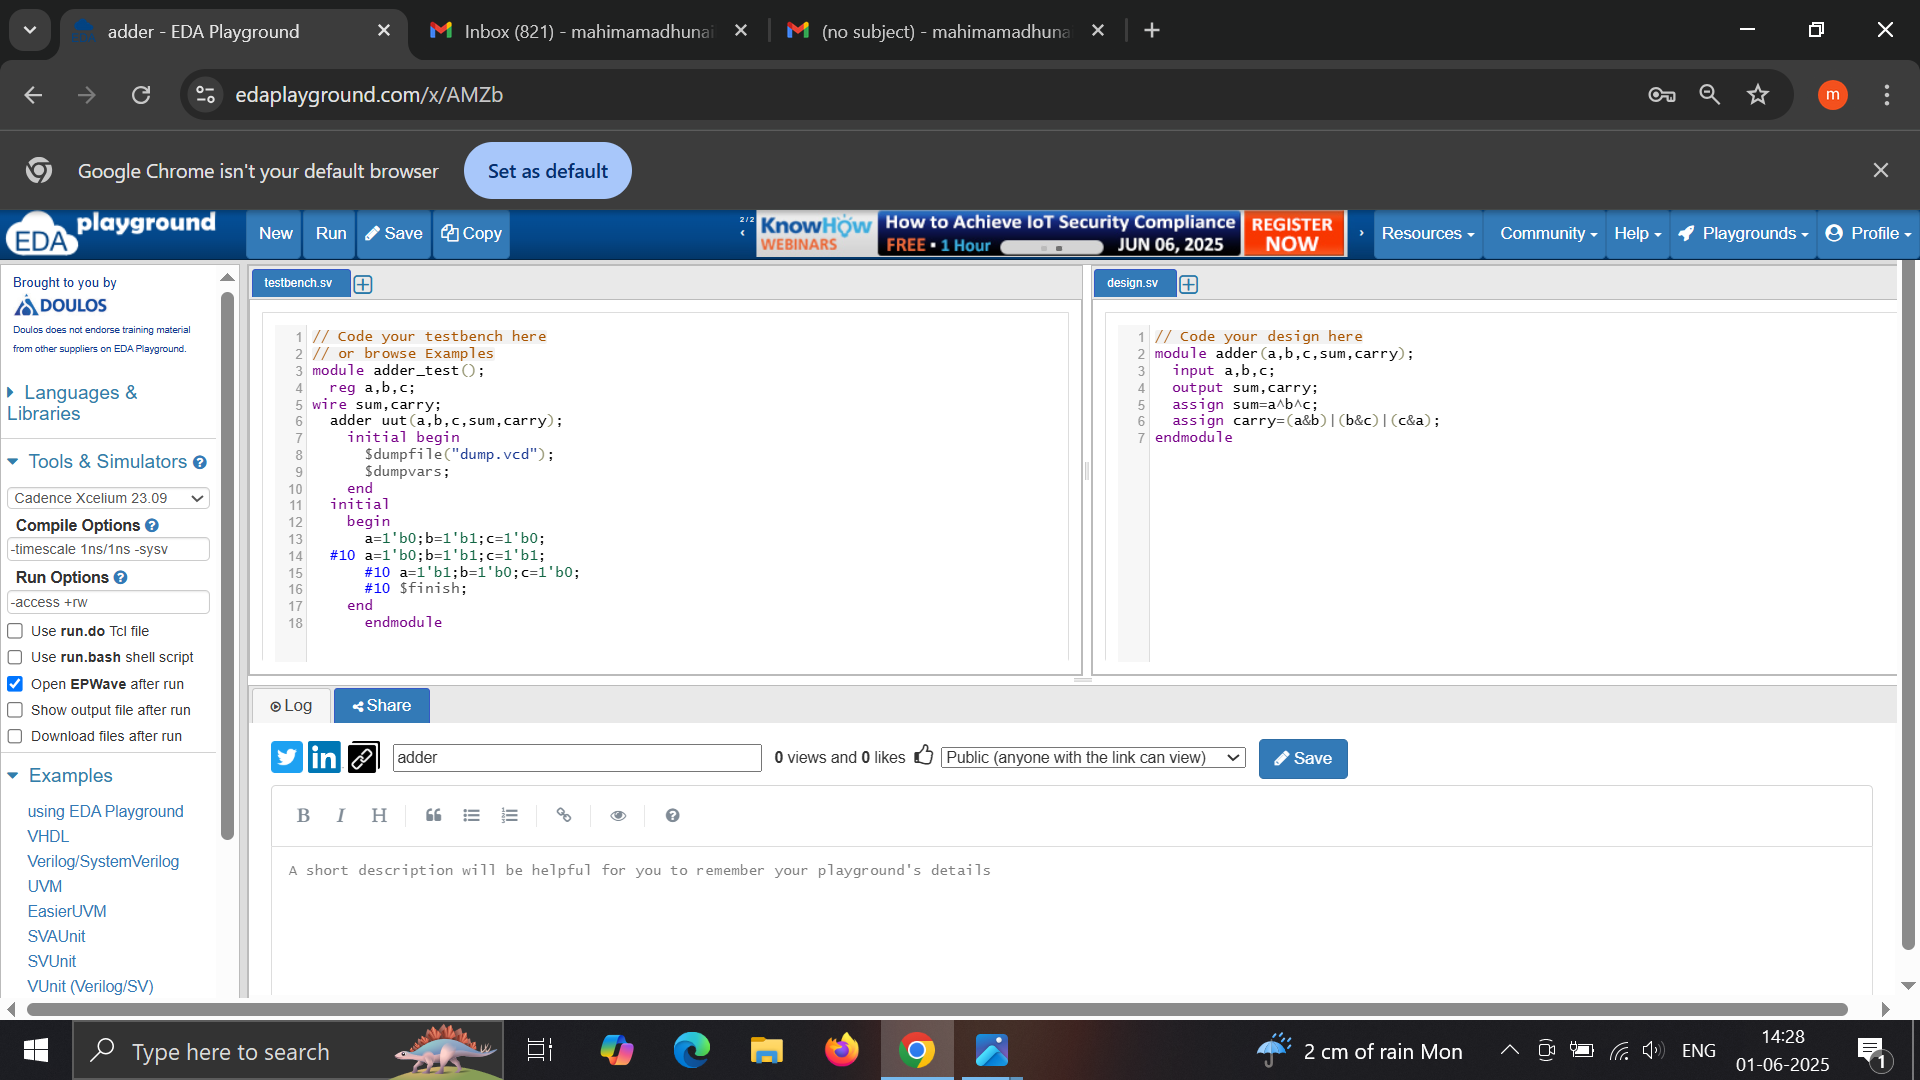 adder - EDA Playground
Inbox (821) - mahimamadhunai
(no subject) - mahimamadhuna
edaplayground.com/x/AMZb
m
Google Chrome isn't your default browser
Set as default
EDA playground
New
Run
Save
Copy
2/2
KnowHow
WEBINARS
How to Achieve IoT Security Compliance
FREE • 1 Hour
JUN 06, 2025
REGISTER
NOW
Resources
Community
Help
Playgrounds
Profile
Brought to you by
DOULOS
Doulos does not endorse training material
from other suppliers on EDA Playground.
Languages &
Libraries
Tools & Simulators
Cadence Xcelium 23.09
Compile Options
-timescale 1ns/1ns -sysv
Run Options
-access +rw
Use run.do Tcl file
Use run.bash shell script
Open EPWave after run
Show output file after run
Download files after run
Examples
using EDA Playground
VHDL
Verilog/SystemVerilog
UVM
EasierUVM
SVAUnit
SVUnit
VUnit (Verilog/SV)
testbench.sv
1 // Code your testbench here
2 // or browse Examples
3 module adder_test();
4 reg a,b,c;
5 wire sum,carry;
6 adder uut(a,b,c,sum,carry);
7 initial begin
8 $dumpfile("dump.vcd");
9 $dumpvars;
10 end
11 initial
12 begin
13 a=1'b0;b=1'b1;c=1'b0;
14 #10 a=1'b0;b=1'b1;c=1'b1;
15 #10 a=1'b1;b=1'b0;c=1'b0;
16 #10 $finish;
17 end
18 endmodule
design.sv
1 // Code your design here
2 module adder(a,b,c,sum,carry);
3 input a,b,c;
4 output sum,carry;
5 assign sum=a^b^c;
6 assign carry=(a&b)|(b&c)|(c&a);
7 endmodule
Log
Share
adder
0 views and 0 likes
Public (anyone with the link can view)
Save
B I H
A short description will be helpful for you to remember your playground's details
Type here to search
2 cm of rain Mon
ENG
14:28
01-06-2025
1